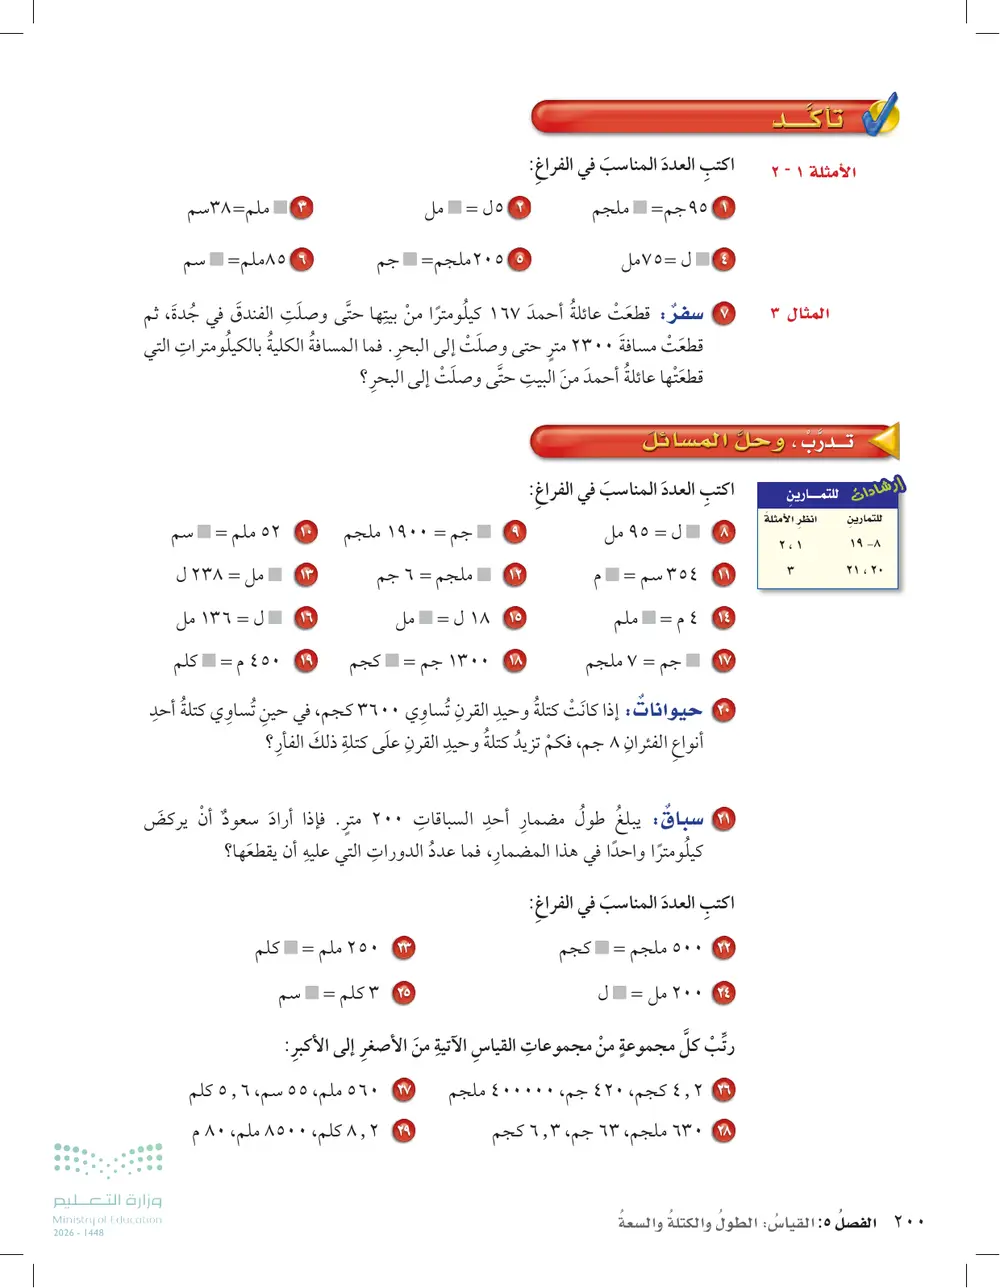 تأكَّــد
الأمثلة ١ - ٢
اكتبِ العددَ المناسبَ في الفراغِ:
١ ٩٥جم= ■ ملجم
٢ ٥ل = ■ مل
٣ ■ ملم=٣٨سم
٤ ■ ل =٧٥مل
٥ ٢٠٥ملجم= ■ جم
٦ ٨٥ملم= ■ سم
المثال ٣
٧ سفرٌ: قطعَتْ عائلةُ أحمدَ ١٦٧ كيلُومترًا منْ بيتِها حتَّى وصلَتِ الفندقَ في جُدةَ، ثم
قطعَتْ مسافةَ ٢٣٠٠ مترٍ حتى وصلَتْ إلى البحرِ. فما المسافةُ الكليةُ بالكيلُومتراتِ التي
قطعَتْها عائلةُ أحمدَ منَ البيتِ حتَّى وصلَتْ إلى البحرِ؟
تـدرَّبْ، وحلَّ المسائلَ
إرشاداتٌ للتمــارينِ
للتمارينِ انظرِ الأمثلةَ
٨–١٩ ١ ، ٢
٢٠ ، ٢١ ٣
اكتبِ العددَ المناسبَ في الفراغِ:
٨ ■ ل = ٩٥ مل
٩ ■ جم = ١٩٠٠ ملجم
١٠ ٥٢ ملم = ■ سم
١١ ٣٥٤ سم = ■ م
١٢ ■ ملجم = ٦ جم
١٣ ■ مل = ٢٣٨ ل
١٤ ٤ م = ■ ملم
١٥ ١٨ ل = ■ مل
١٦ ■ ل = ١٣٦ مل
١٧ ■ جم = ٧ ملجم
١٨ ١٣٠٠ جم = ■ كجم
١٩ ٤٥٠ م = ■ كلم
٢٠ حيواناتٌ: إذا كانَتْ كتلةُ وحيدِ القرنِ تُساوِي ٣٦٠٠ كجم، في حينِ تُساوِي كتلةُ أحدِ
أنواعِ الفئرانِ ٨ جم، فكمْ تزيدُ كتلةُ وحيدِ القرنِ علَى كتلةِ ذلكَ الفأرِ؟
٢١ سباقٌ: يبلغُ طولُ مضمارِ أحدِ السباقاتِ ٢٠٠ مترٍ. فإذا أرادَ سعودٌ أنْ يركضَ
كيلُومترًا واحدًا في هذا المضمارِ، فما عددُ الدوراتِ التي عليهِ أن يقطعَها؟
اكتبِ العددَ المناسبَ في الفراغِ:
٢٢ ٥٠٠ ملجم = ■ كجم
٢٣ ٢٥٠ ملم = ■ كلم
٢٤ ٢٠٠ مل = ■ ل
٢٥ ٣ كلم = ■ سم
رتِّبْ كلَّ مجموعةٍ منْ مجموعاتِ القياسِ الآتيةِ منَ الأصغرِ إلى الأكبرِ:
٢٦ ٤,٢ كجم، ٤٢٠ جم، ٤٠٠٠٠٠ ملجم
٢٧ ٥٦٠ ملم، ٥٥ سم، ٥,٦ كلم
٢٨ ٦٣٠ ملجم، ٦٣ جم، ٦,٣ كجم
٢٩ ٨,٢ كلم، ٨٥٠٠ ملم، ٨٠ م
وزارة التعـــليم
Ministry of Education
2026 - 1448
٢٠٠ الفصلُ ٥: القياسُ: الطولُ والكتلةُ والسعةُ